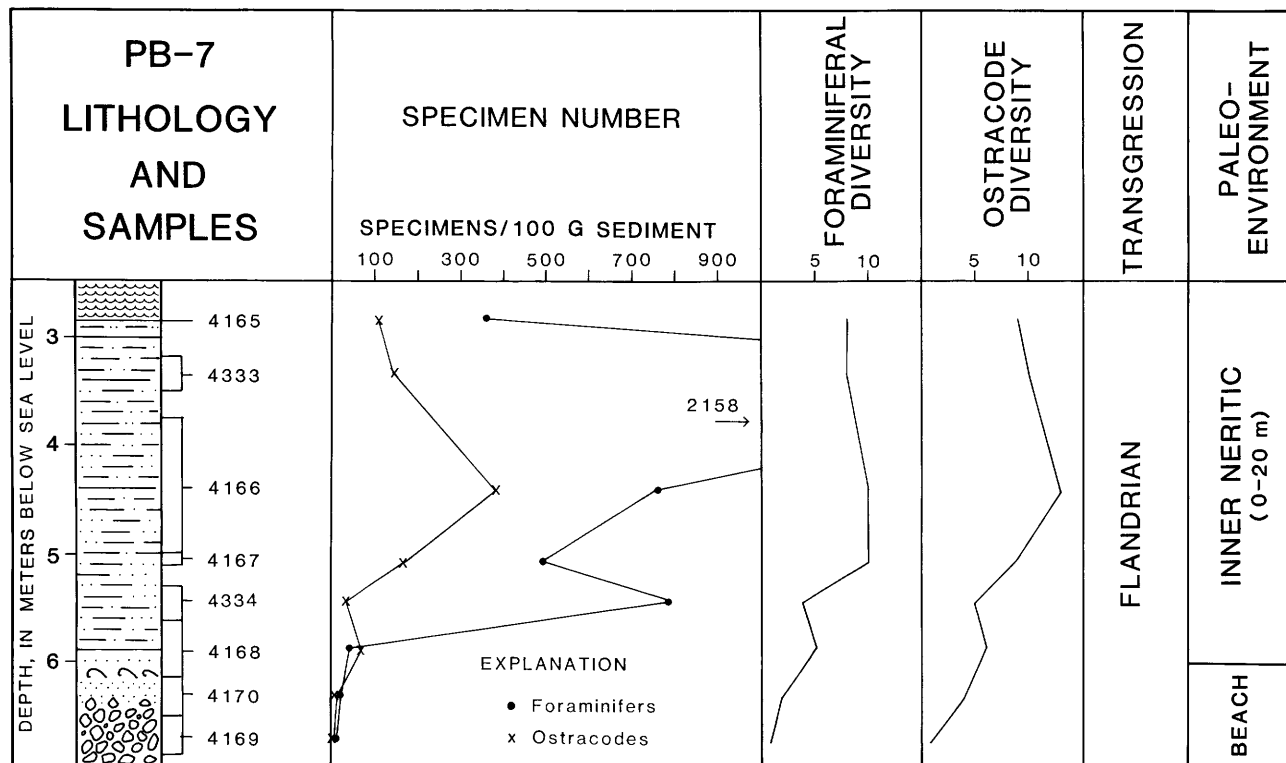 PB-7
LITHOLOGY
AND
SAMPLES
SPECIMEN NUMBER
SPECIMENS/100 G SEDIMENT
100 300 500 700 900
FORAMINIFERAL
DIVERSITY
5 10
OSTRACODE
DIVERSITY
5 10
TRANSGRESSION
PALEO-
ENVIRONMENT
DEPTH, IN METERS BELOW SEA LEVEL
3
4
5
6
4165
4333
4166
4167
4334
4168
4170
4169
2158
EXPLANATION
Foraminifers
x Ostracodes
FLANDRIAN
INNER NERITIC
(0-20 m)
BEACH